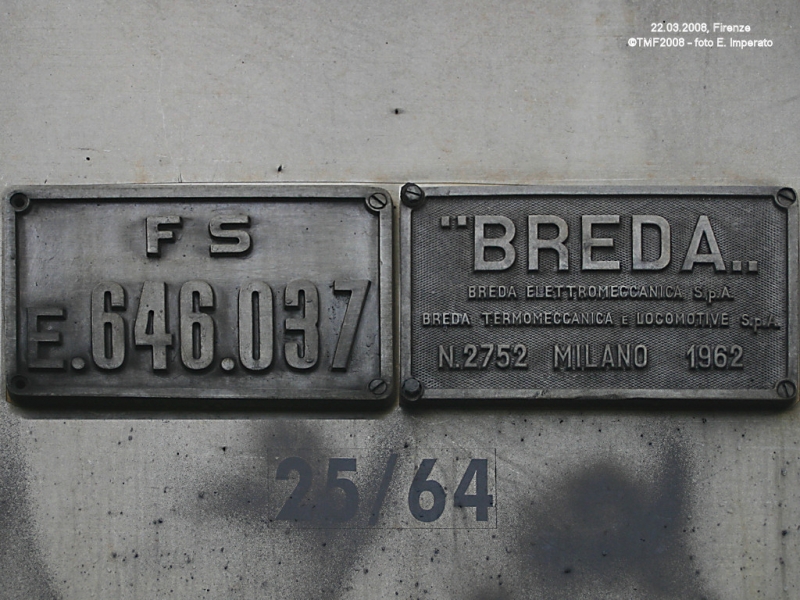 22.03.2008, Firenze
©TMF2008 - foto E. Imperato
FS
E.646.037
"BREDA„
BREDA ELETTROMECCANICA S.p.A.
BREDA TERMOMECCANICA E LOCOMOTIVE S.p.A.
N.2752 MILANO 1962
25/64